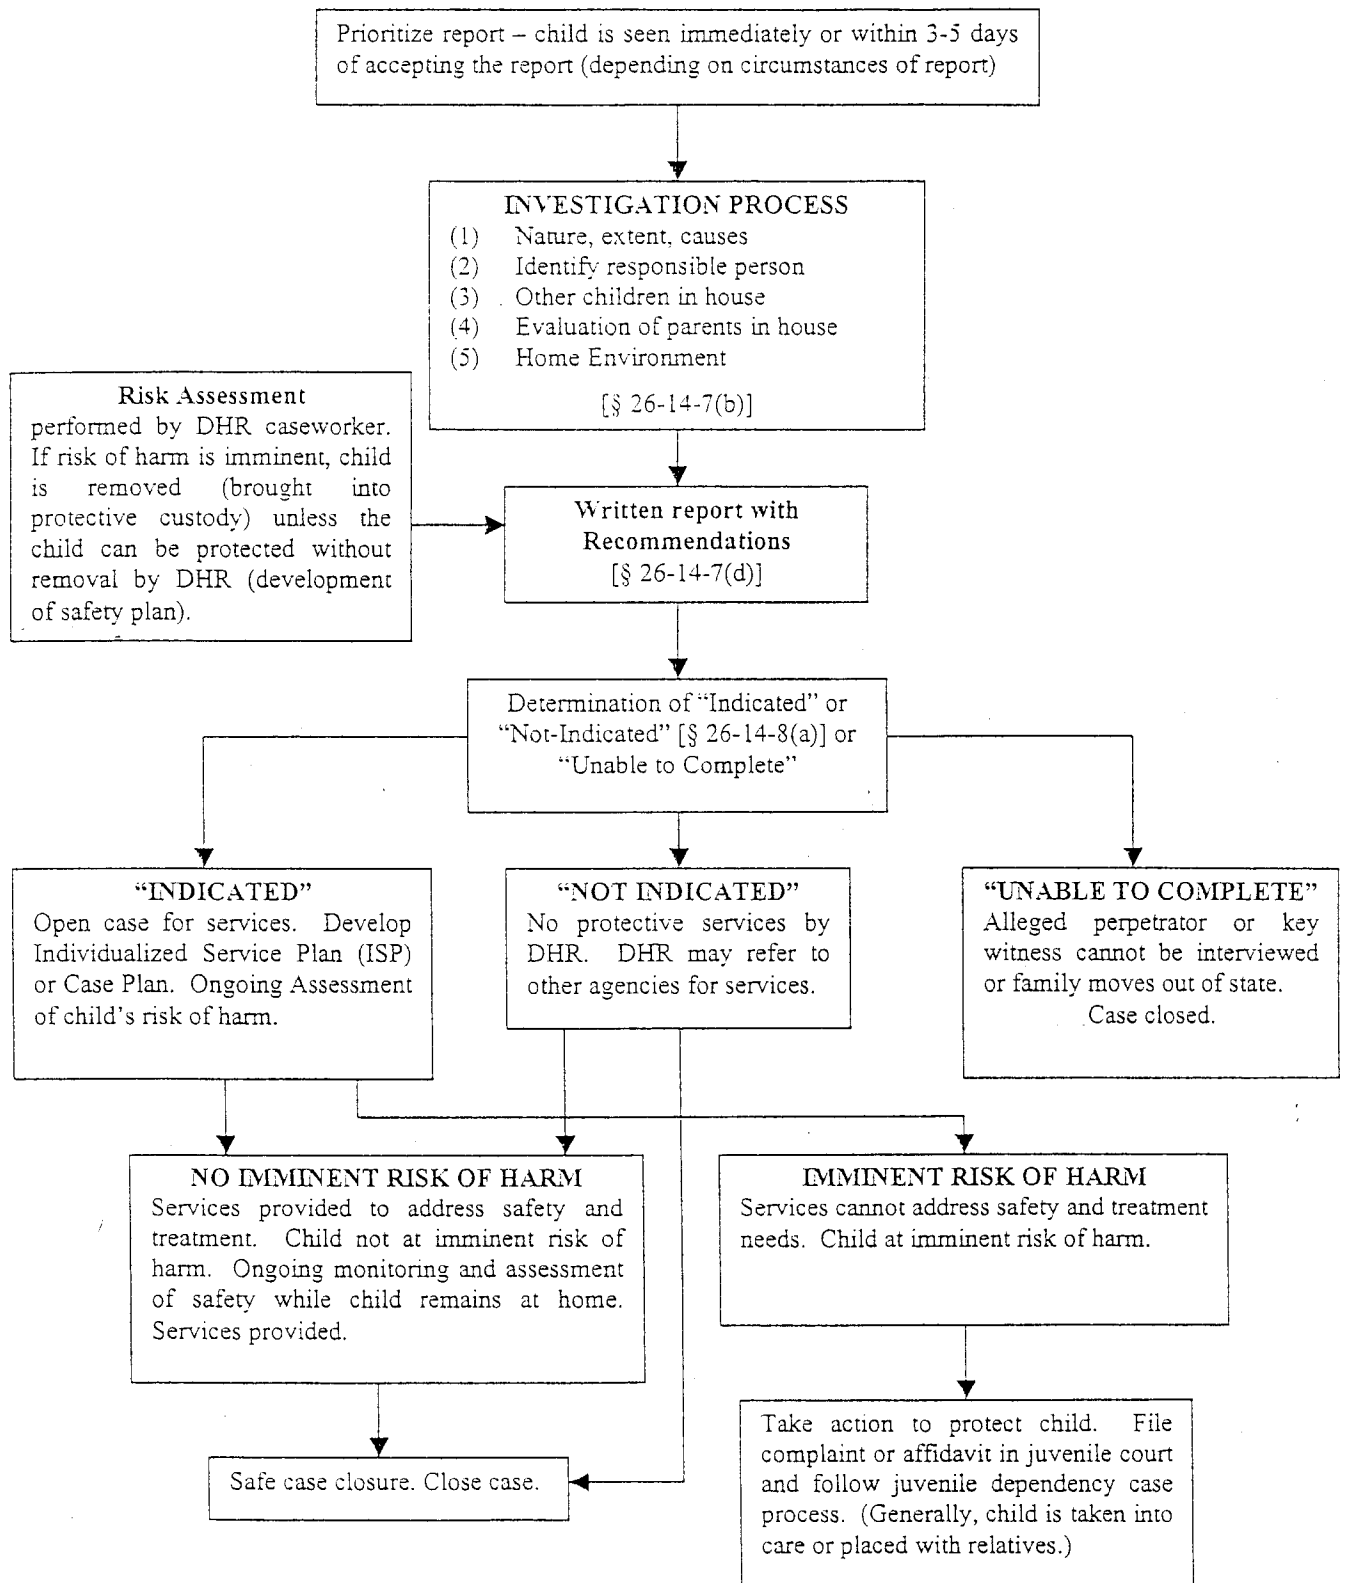 Prioritize report – child is seen immediately or within 3-5 days
of accepting the report (depending on circumstances of report)
INVESTIGATION PROCESS
(1) Nature, extent, causes
(2) Identify responsible person
(3) Other children in house
(4) Evaluation of parents in house
(5) Home Environment
[§ 26-14-7(b)]
Risk Assessment
performed by DHR caseworker.
If risk of harm is imminent, child
is removed (brought into
protective custody) unless the
child can be protected without
removal by DHR (development
of safety plan).
Written report with
Recommendations
[§ 26-14-7(d)]
Determination of “Indicated” or
“Not-Indicated” [§ 26-14-8(a)] or
“Unable to Complete”
“INDICATED”
Open case for services. Develop
Individualized Service Plan (ISP)
or Case Plan. Ongoing Assessment
of child’s risk of harm.
“NOT INDICATED”
No protective services by
DHR. DHR may refer to
other agencies for services.
“UNABLE TO COMPLETE”
Alleged perpetrator or key
witness cannot be interviewed
or family moves out of state.
Case closed.
NO IMMINENT RISK OF HARM
Services provided to address safety and
treatment. Child not at imminent risk of
harm. Ongoing monitoring and assessment
of safety while child remains at home.
Services provided.
IMMINENT RISK OF HARM
Services cannot address safety and treatment
needs. Child at imminent risk of harm.
Safe case closure. Close case.
Take action to protect child. File
complaint or affidavit in juvenile court
and follow juvenile dependency case
process. (Generally, child is taken into
care or placed with relatives.)